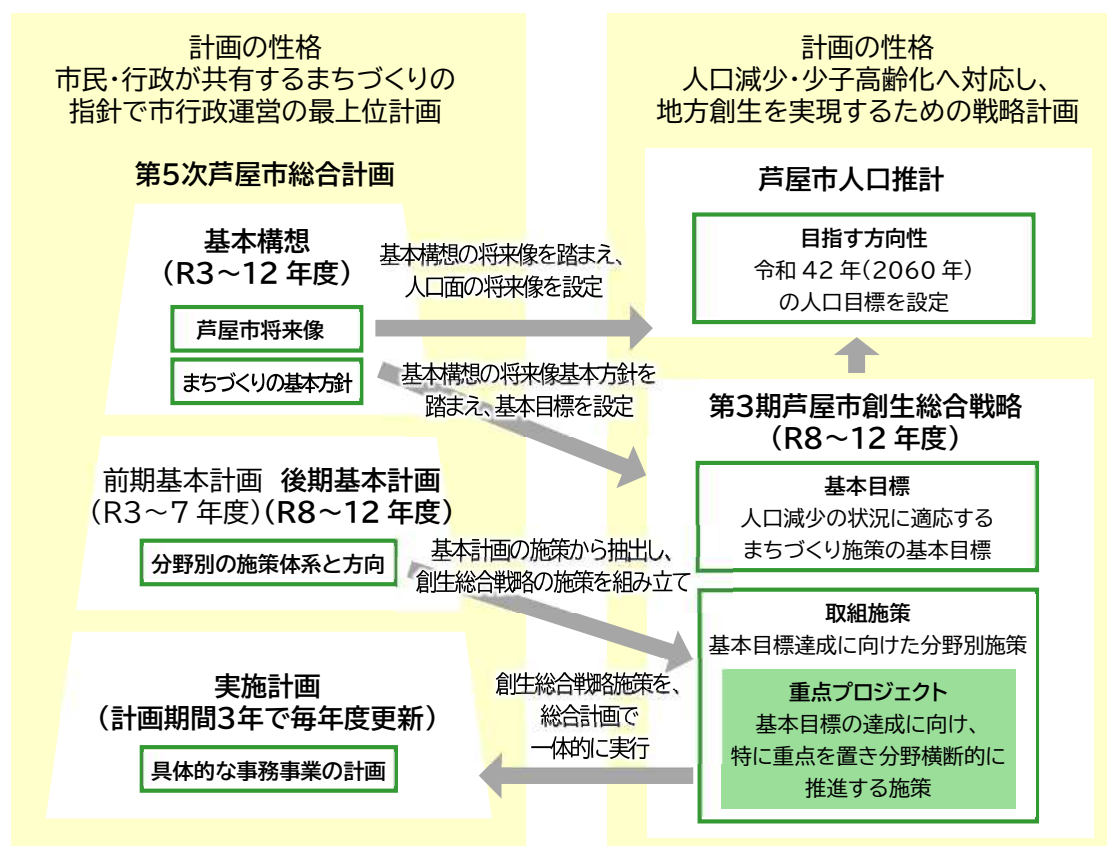 計画の性格
市民・行政が共有するまちづくりの
指針で市行政運営の最上位計画
第5次芦屋市総合計画
基本構想
(R3～12 年度)
芦屋市将来像
まちづくりの基本方針
前期基本計画 後期基本計画
(R3～7 年度)(R8～12 年度)
分野別の施策体系と方向
実施計画
(計画期間3年で毎年度更新)
具体的な事務事業の計画
基本構想の将来像を踏まえ、
人口面の将来像を設定
基本構想の将来像基本方針を
踏まえ、基本目標を設定
基本計画の施策から抽出し、
創生総合戦略の施策を組み立て
創生総合戦略施策を、
総合計画で
一体的に実行
計画の性格
人口減少・少子高齢化へ対応し、
地方創生を実現するための戦略計画
芦屋市人口推計
目指す方向性
令和 42 年(2060 年)
の人口目標を設定
第3期芦屋市創生総合戦略
(R8～12 年度)
基本目標
人口減少の状況に適応する
まちづくり施策の基本目標
取組施策
基本目標達成に向けた分野別施策
重点プロジェクト
基本目標の達成に向け、
特に重点を置き分野横断的に
推進する施策